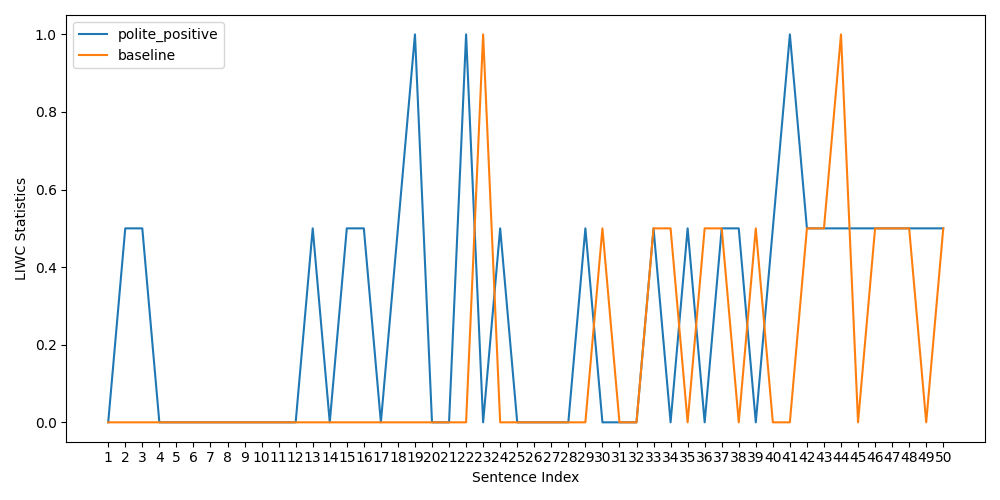 polite_positive
baseline
1.0
0.8
0.6
0.4
0.2
0.0
LIWC Statistics
1 2 3 4 5 6 7 8 9 10 11 12 13 14 15 16 17 18 19 20 21 22 23 24 25 26 27 28 29 30 31 32 33 34 35 36 37 38 39 40 41 42 43 44 45 46 47 48 49 50
Sentence Index